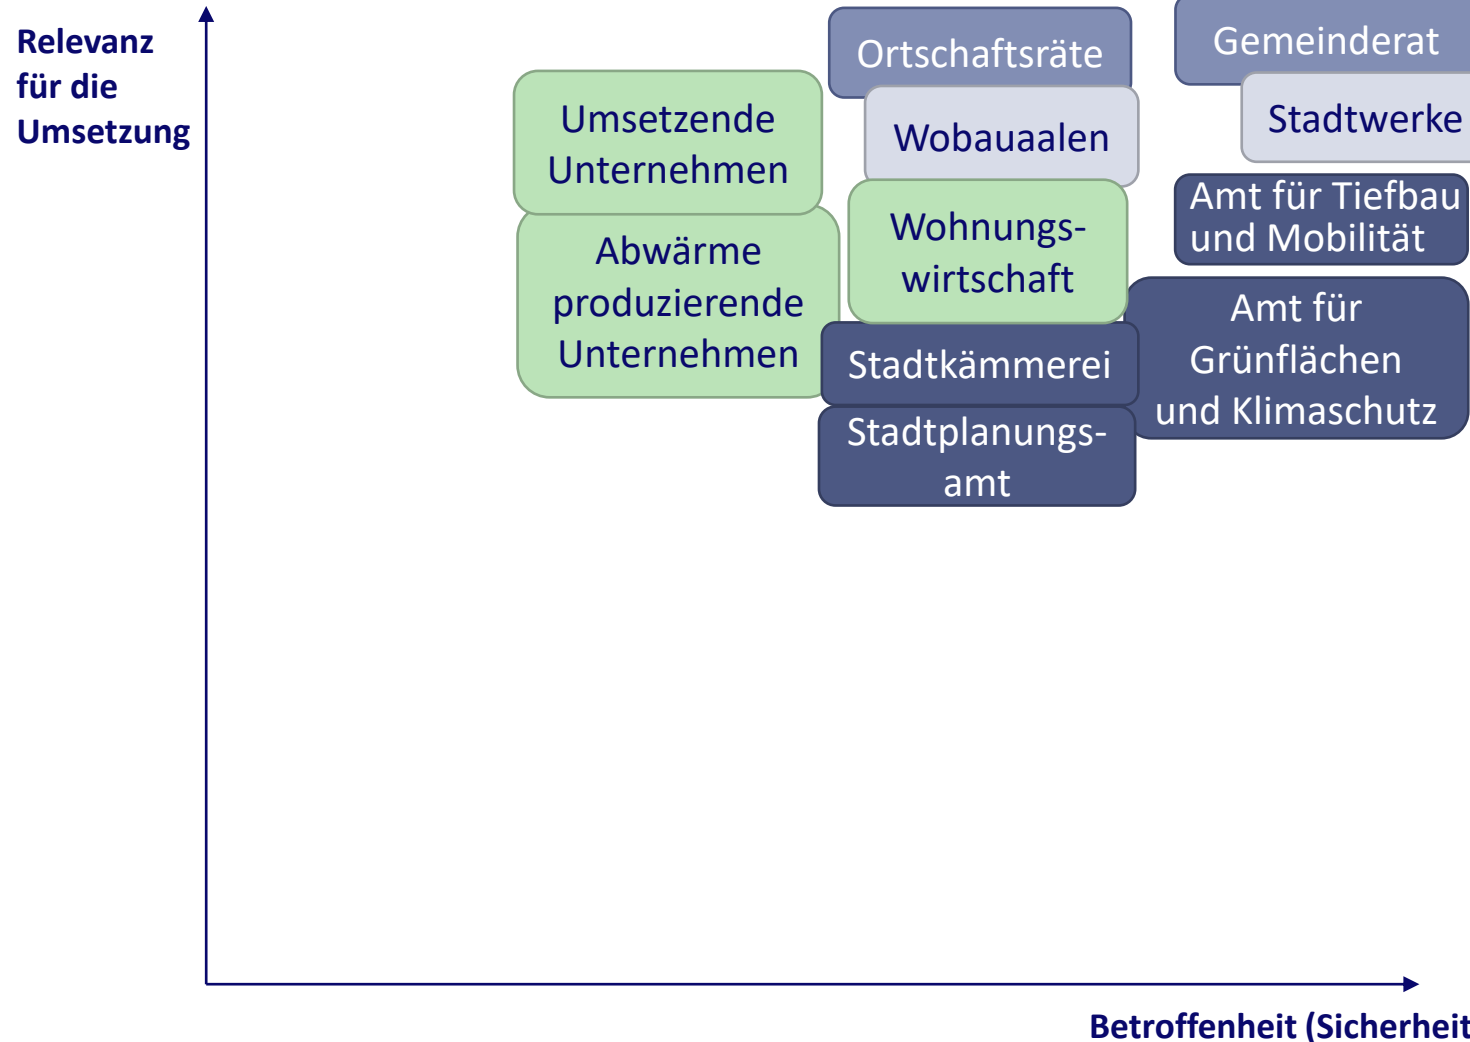 Relevanz
für die
Umsetzung
Ortschaftsräte
Gemeinderat
Umsetzende
Unternehmen
Wobauaalen
Stadtwerke
Amt für Tiefbau
und Mobilität
Abwärme
produzierende
Unternehmen
Wohnungs-
wirtschaft
Amt für
Grünflächen
und Klimaschutz
Stadtkämmerei
Stadtplanungs-
amt
Betroffenheit (Sicherheit